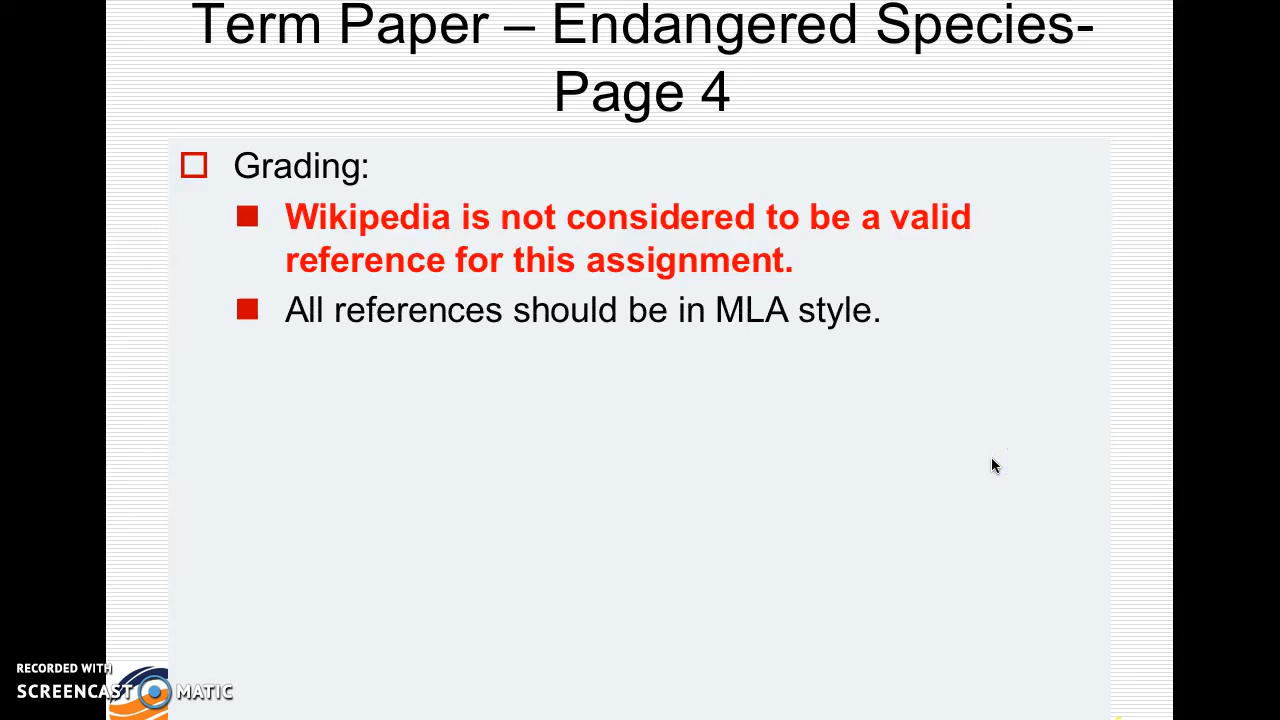 Term Paper – Endangered Species-
Page 4
Grading:
Wikipedia is not considered to be a valid
reference for this assignment.
All references should be in MLA style.
RECORDED WITH
SCREENCAST MATIC